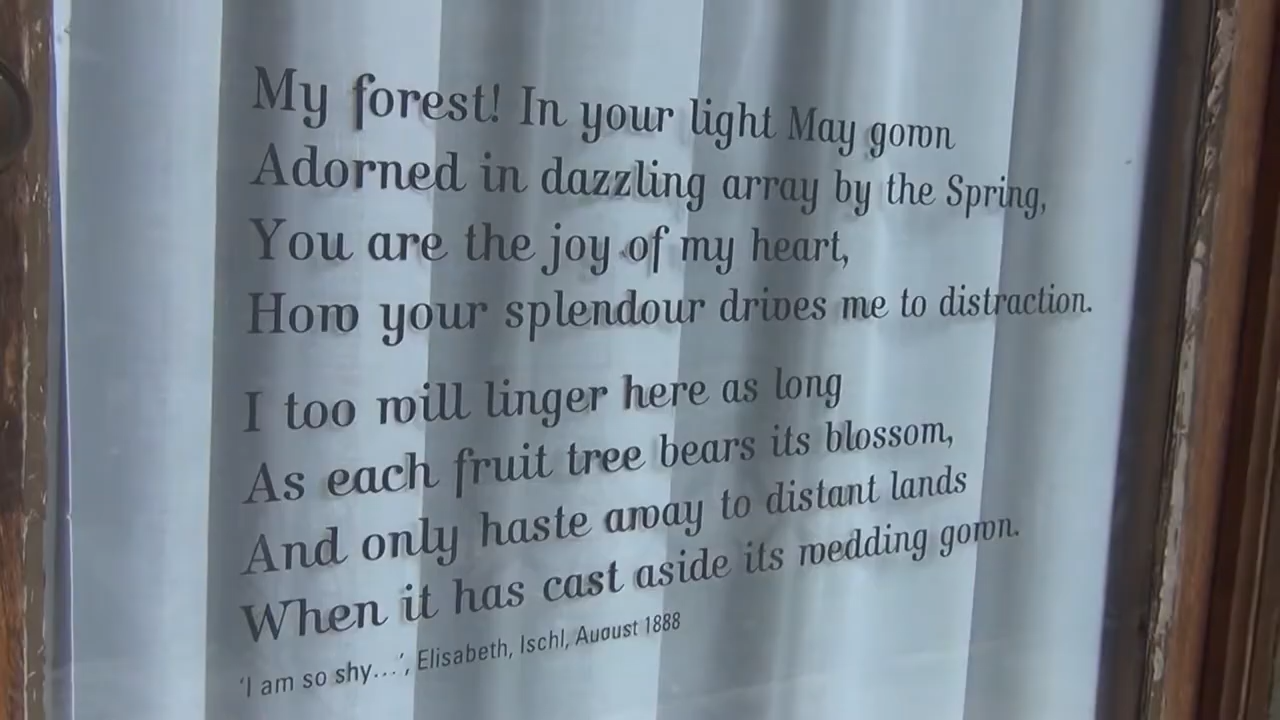 My forest! In your light May gown
Adorned in dazzling array by the Spring,
You are the joy of my heart,
How your splendour drives me to distraction.
I too will linger here as long
As each fruit tree bears its blossom,
And only haste away to distant lands
When it has cast aside its wedding gown.
'I am so shy...', Elisabeth, Ischl, August 1888